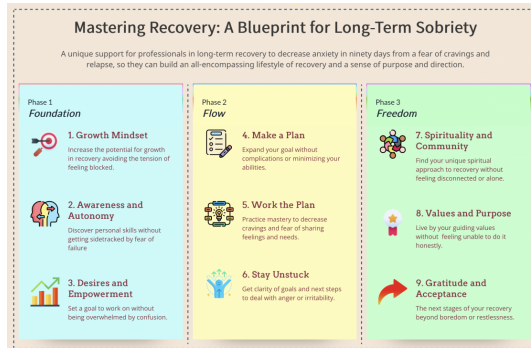 Mastering Recovery: A Blueprint for Long-Term Sobriety
A unique support for professionals in long-term recovery to decrease anxiety in ninety days from a fear of cravings and
relapse, so they can build an all-encompassing lifestyle of recovery and a sense of purpose and direction.
Phase 1
Foundation
1. Growth Mindset
Increase the potential for growth
in recovery avoiding the tension of
feeling blocked.
2. Awareness and
Autonomy
Discover personal skills without
getting sidetracked by fear of
failure
3. Desires and
Empowerment
Set a goal to work on without
being overwhelmed by confusion.
Phase 2
Flow
4. Make a Plan
Expand your goal without
complications or minimizing your
abilities.
5. Work the Plan
Practice mastery to decrease
cravings and fear of sharing
feelings and needs.
6. Stay Unstuck
Get clarity of goals and next steps
to deal with anger or irritability.
Phase 3
Freedom
7. Spirituality and
Community
Find your unique spiritual
approach to recovery without
feeling disconnected or alone.
8. Values and Purpose
Live by your guiding values
without feeling unable to do it
honestly.
9. Gratitude and
Acceptance
The next stages of your recovery
beyond boredom or restlessness.